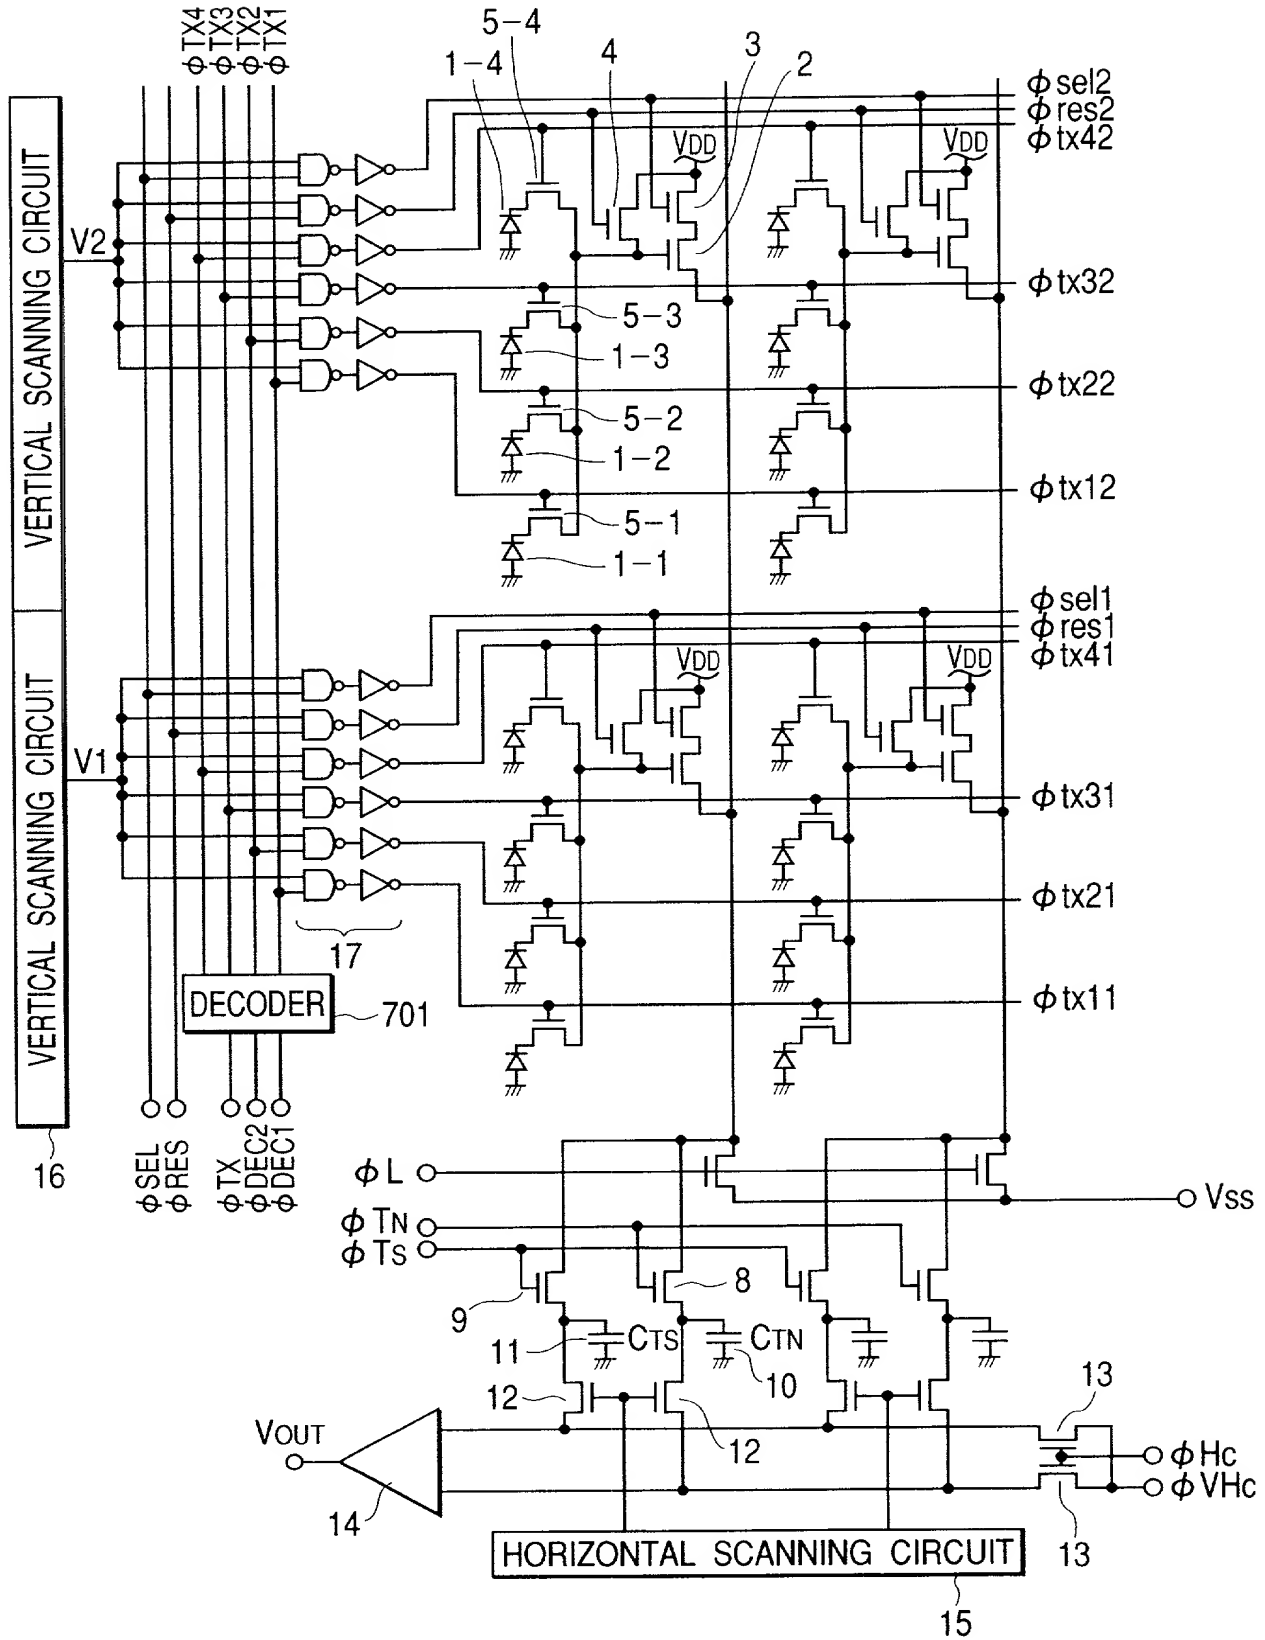 ϕTX4
ϕTX3
ϕTX2
ϕTX1
5-4
1-4
4
3
2
ϕsel2
ϕres2
ϕtx42
VDD
VDD
VERTICAL SCANNING CIRCUIT
V2
ϕtx32
5-3
1-3
ϕtx22
5-2
1-2
ϕtx12
5-1
1-1
ϕsel1
ϕres1
ϕtx41
VDD
VDD
VERTICAL SCANNING CIRCUIT
V1
ϕtx31
ϕtx21
17
DECODER
701
ϕtx11
16
ϕSEL
ϕRES
ϕTX
ϕDEC2
ϕDEC1
ϕL
VSS
ϕTN
ϕTS
9
8
11
CTS
CTN
10
12
12
13
VOUT
ϕHC
ϕVHC
14
13
HORIZONTAL SCANNING CIRCUIT
15